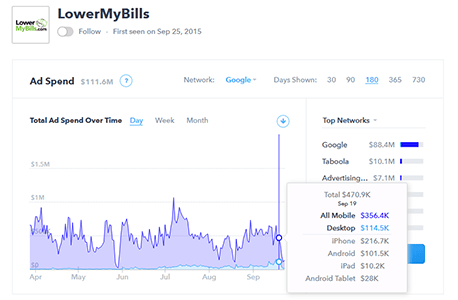 Lower
MyBills
.com
LowerMyBills
Follow · First seen on Sep 25, 2015
Ad Spend $111.6M ?
Network: Google Days Shown: 30 90 180 365 730
Total Ad Spend Over Time Day Week Month
Top Networks
$1.5M
$1M
$0
Apr May Jun Jul Aug Sep
Google $88.4M
Taboola $10.1M
Advertising... $7.1M
Total $470.9K
Sep 19
All Mobile $356.4K
Desktop $114.5K
iPhone $216.7K
Android $101.5K
iPad $10.2K
Android Tablet $28K